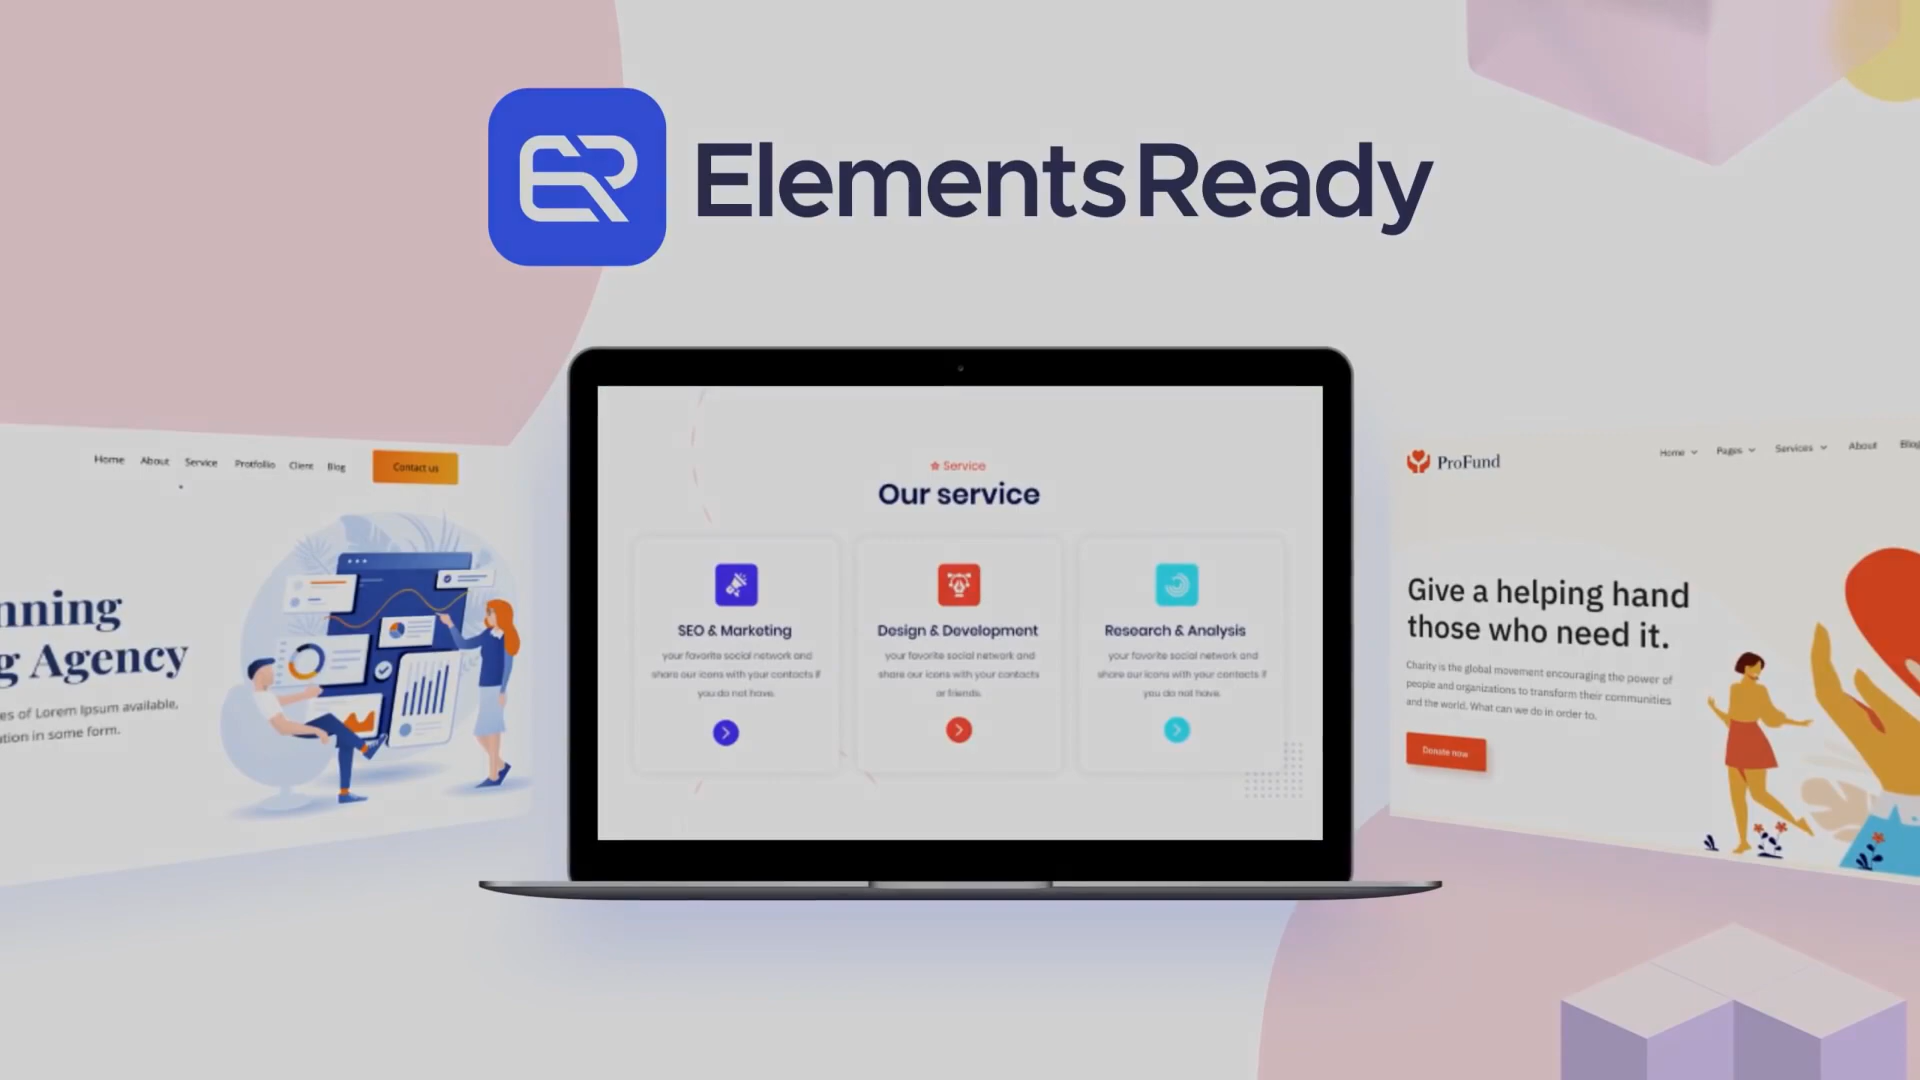 ER ElementsReady
Home About Service Protfollio Client Blog Contact us
nning
g Agency
es of Lorem Ipsum available,
tion in some form.
Service
Our service
SEO & Marketing
your favorite social network and
share our icons with your contacts if
you do not have.
Design & Development
your favorite social network and
share our icons with your contacts
or friends.
Research & Analysis
your favorite social network and
share our icons with your contacts if
you do not have.
ProFund
Home Pages Services About Blog
Give a helping hand
those who need it.
Charity is the global movement encouraging the power of
people and organizations to transform their communities
and the world. What can we do in order to.
Donate now